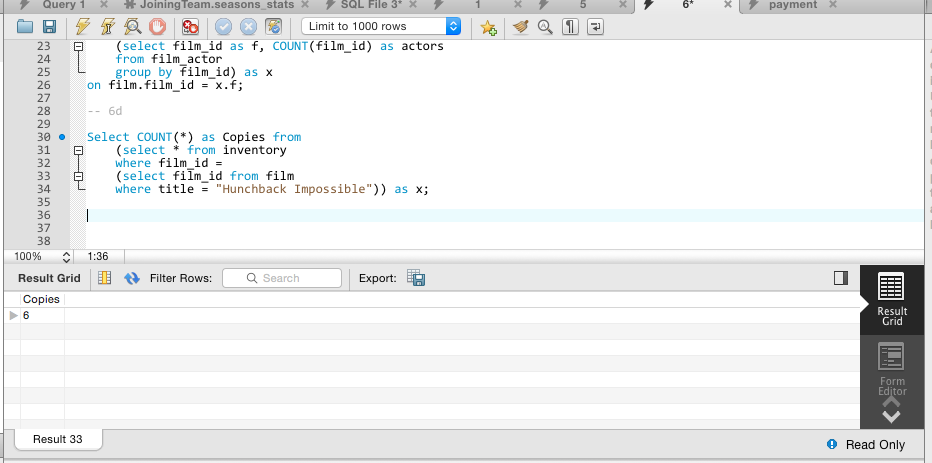 Query 1 JoiningTeam.seasons_stats SQL File 3* 1 5 6* payment
Limit to 1000 rows
23 (select film_id as f, COUNT(film_id) as actors
24 from film_actor
25 group by film_id) as x
26 on film.film_id = x.f;
27
28 -- 6d
29
30 Select COUNT(*) as Copies from
31 (select * from inventory
32 where film_id =
33 (select film_id from film
34 where title = "Hunchback Impossible")) as x;
35
36
37
38
100% 1:36
Result Grid Filter Rows: Search Export:
Copies
6
Result
Grid
Form
Editor
Result 33 Read Only